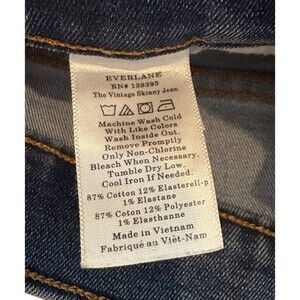 EVERLANE
RN# 139393
The Vintage Skinny Jean
Machine Wash Cold
With Like Colors
Wash Inside Out.
Remove Promptly
Only Non-Chlorine
Bleach When Necessary.
Tumble Dry Low.
Cool Iron If Needed.
87% Cotton 12% Elasterell-p
1% Elastane
87% Coton 12% Polyester
1% Elasthanne
Made in Vietnam
Fabriqué au Viêt-Nam